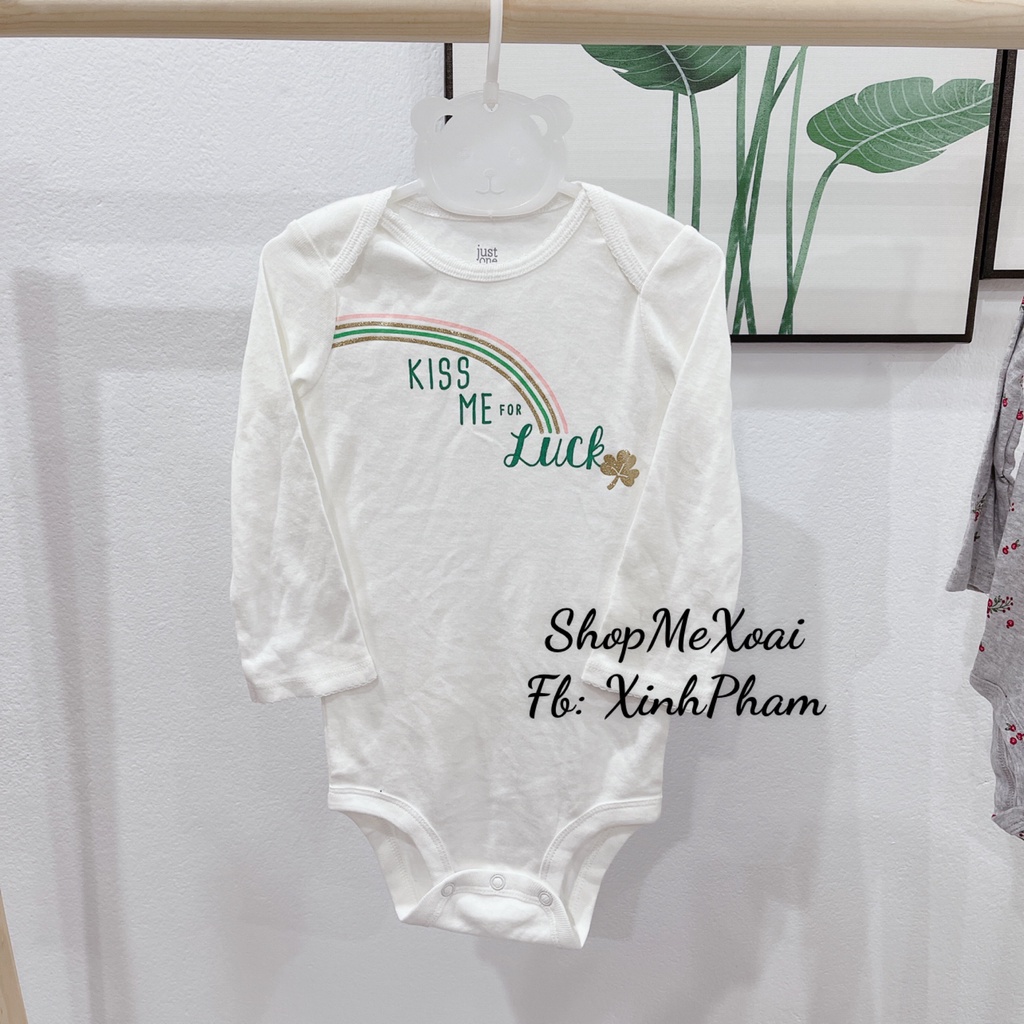 just
one
KISS
ME FOR
Luck
ShopMeXoai
Fb: XinhPham